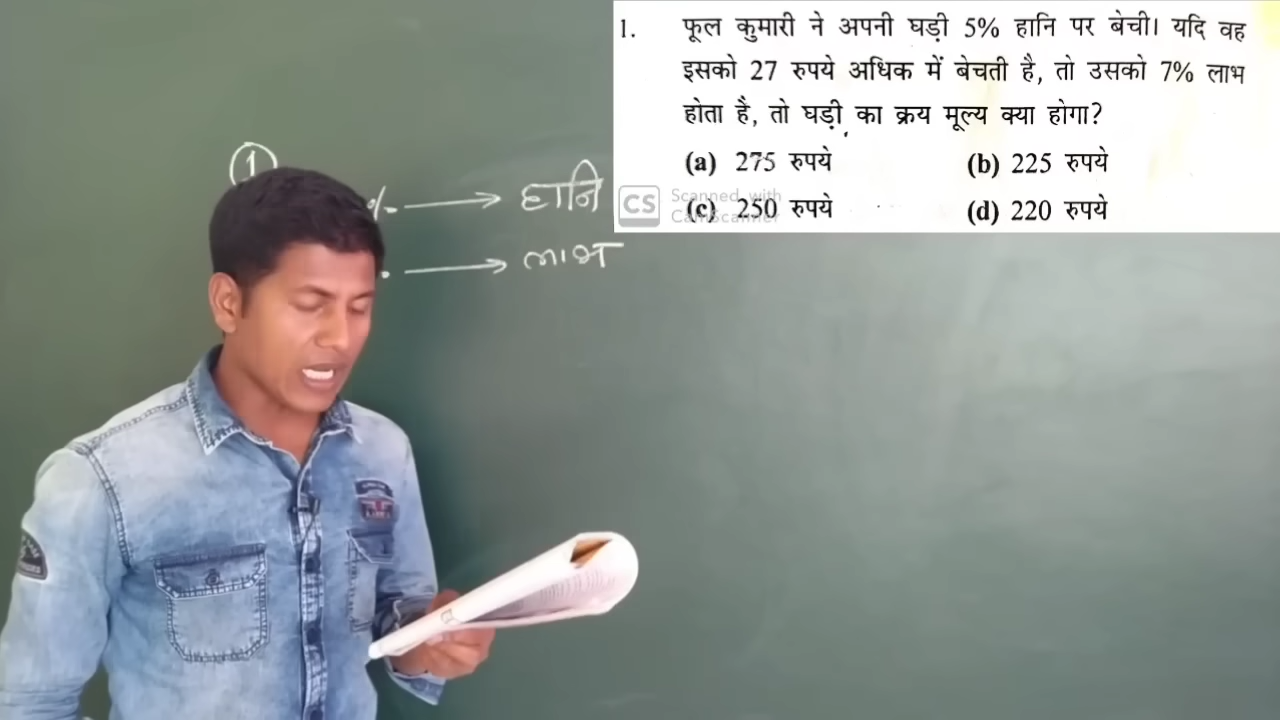 1. फूल कुमारी ने अपनी घड़ी 5% हानि पर बेची। यदि वह
इसको 27 रुपये अधिक में बेचती है, तो उसको 7% लाभ
होता है, तो घड़ी का क्रय मूल्य क्या होगा?
(a) 275 रुपये (b) 225 रुपये
(c) 250 रुपये (d) 220 रुपये
CS Scanned with
CamScanner
1
%. → हानि
. → लाभ